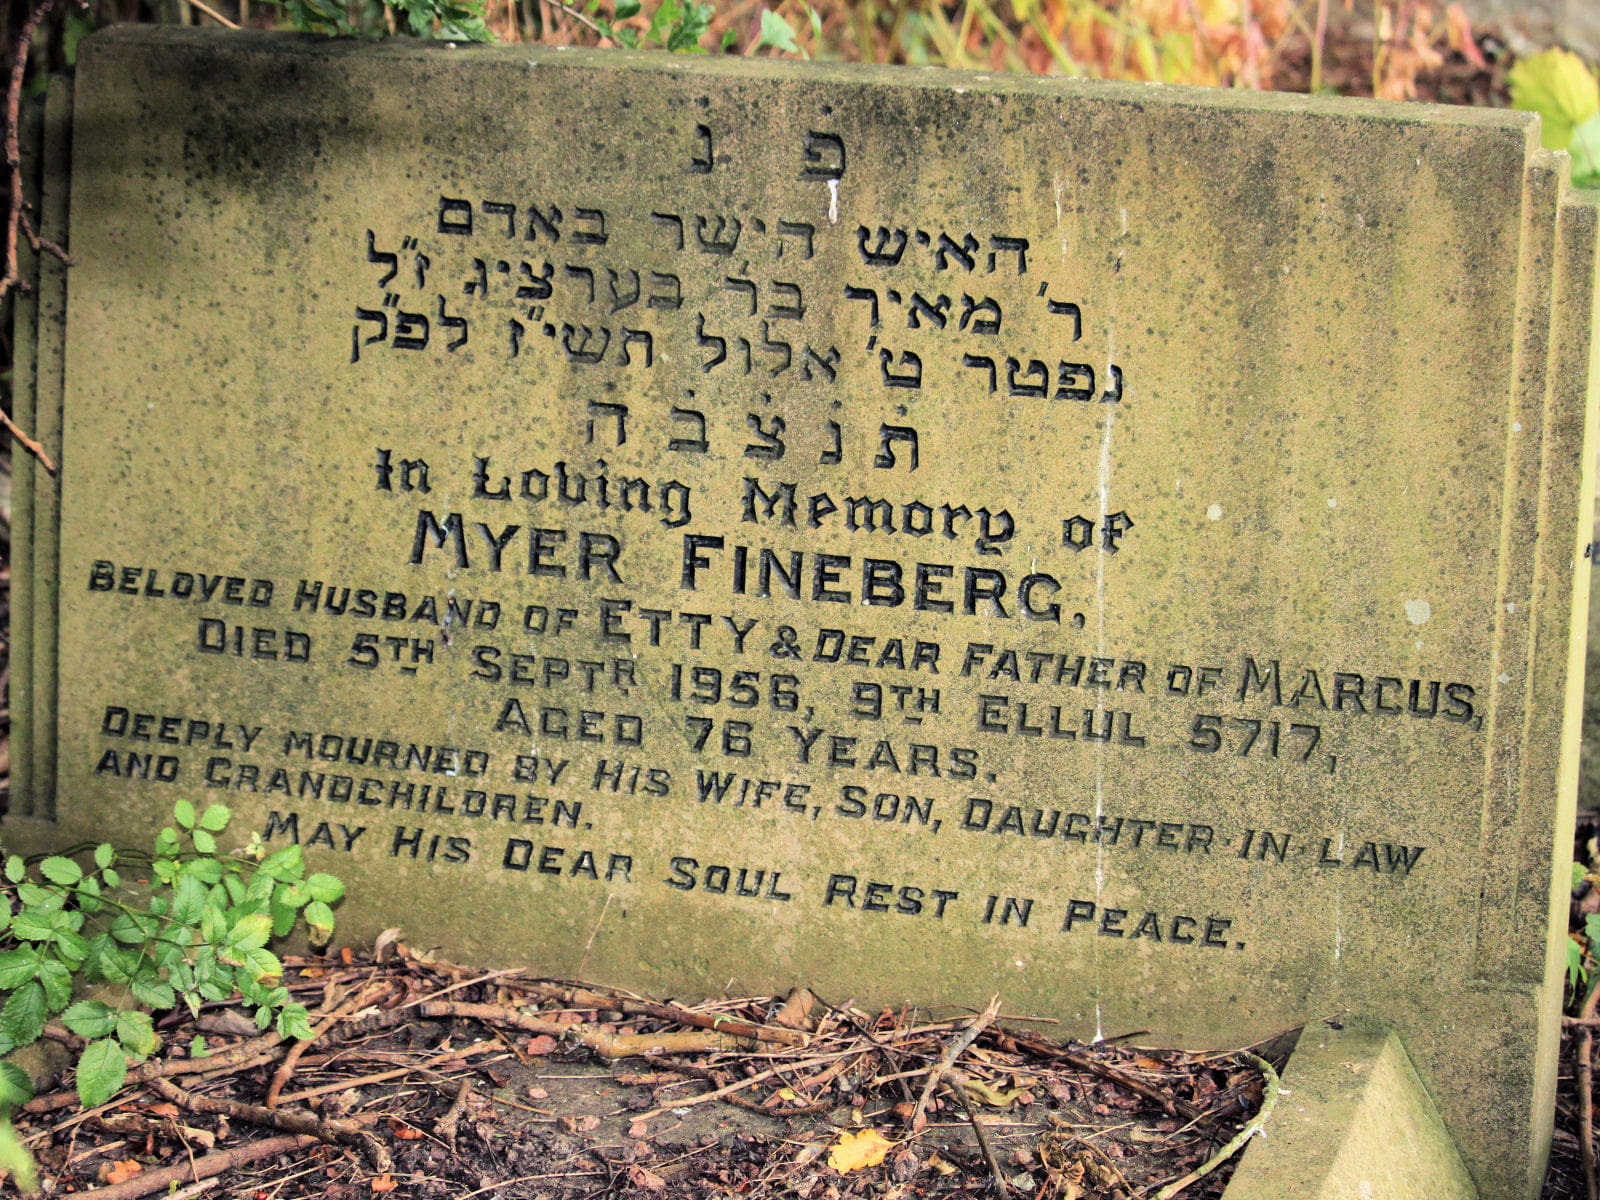 פ נ
האיש הישר באדם
ר' מאיר בר' בערציג ז"ל
נפטר ט' אלול תשי"ז לפ"ק
ת נ צ ב ה
In Loving Memory of
MYER FINEBERG,
BELOVED HUSBAND OF ETTY & DEAR FATHER OF MARCUS,
DIED 5TH SEPTR 1956, 9TH ELLUL 5717,
AGED 76 YEARS.
DEEPLY MOURNED BY HIS WIFE, SON, DAUGHTER-IN-LAW
AND GRANDCHILDREN.
MAY HIS DEAR SOUL REST IN PEACE.